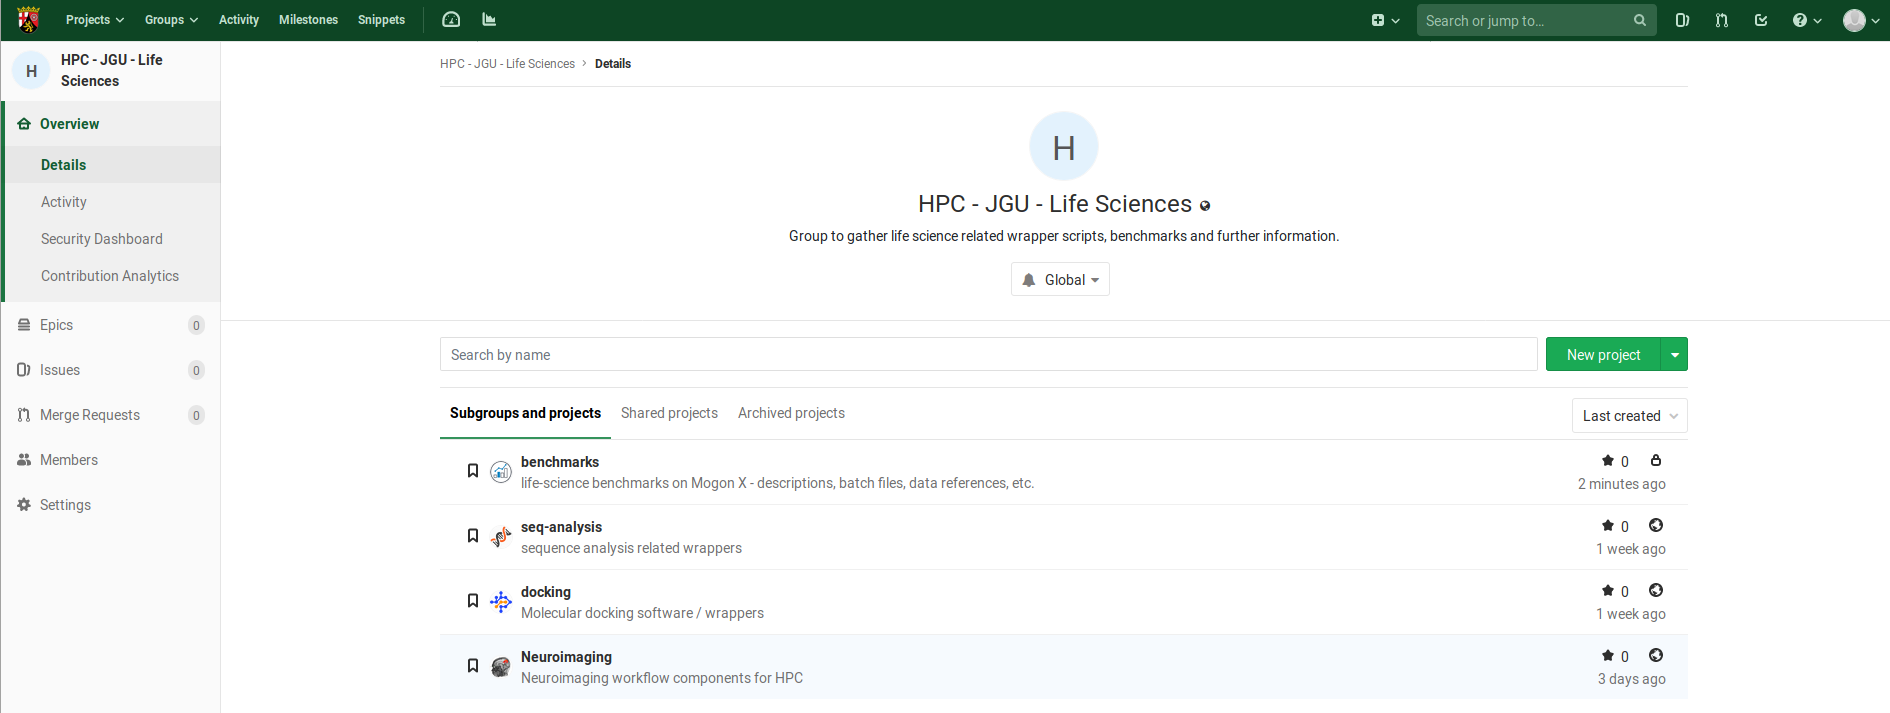 Projects Groups Activity Milestones Snippets Search or jump to…
H HPC - JGU - Life Sciences
Overview
Details
Activity
Security Dashboard
Contribution Analytics
Epics 0
Issues 0
Merge Requests 0
Members
Settings
HPC - JGU - Life Sciences > Details
H
HPC - JGU - Life Sciences
Group to gather life science related wrapper scripts, benchmarks and further information.
Global
Search by name New project
Subgroups and projects Shared projects Archived projects Last created
benchmarks 0
life-science benchmarks on Mogon X - descriptions, batch files, data references, etc. 2 minutes ago
seq-analysis 0
sequence analysis related wrappers 1 week ago
docking 0
Molecular docking software / wrappers 1 week ago
Neuroimaging 0
Neuroimaging workflow components for HPC 3 days ago